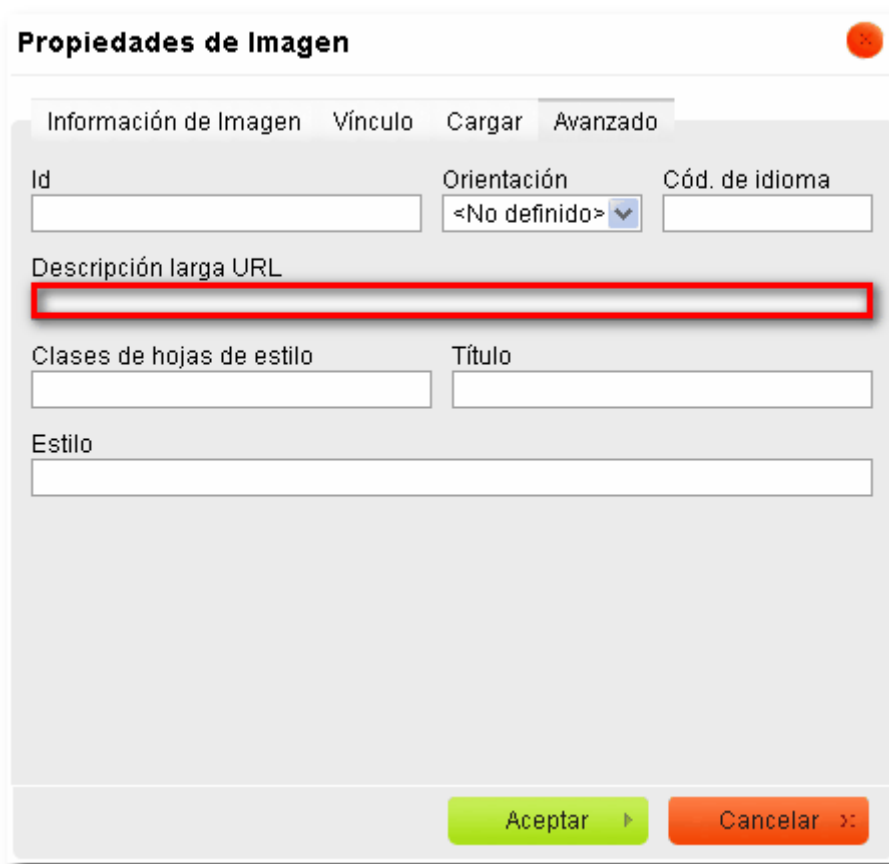 Propiedades de Imagen
Información de Imagen Vínculo Cargar Avanzado
Id Orientación Cód. de idioma
<No definido>
Descripción larga URL
Clases de hojas de estilo Título
Estilo
Aceptar Cancelar